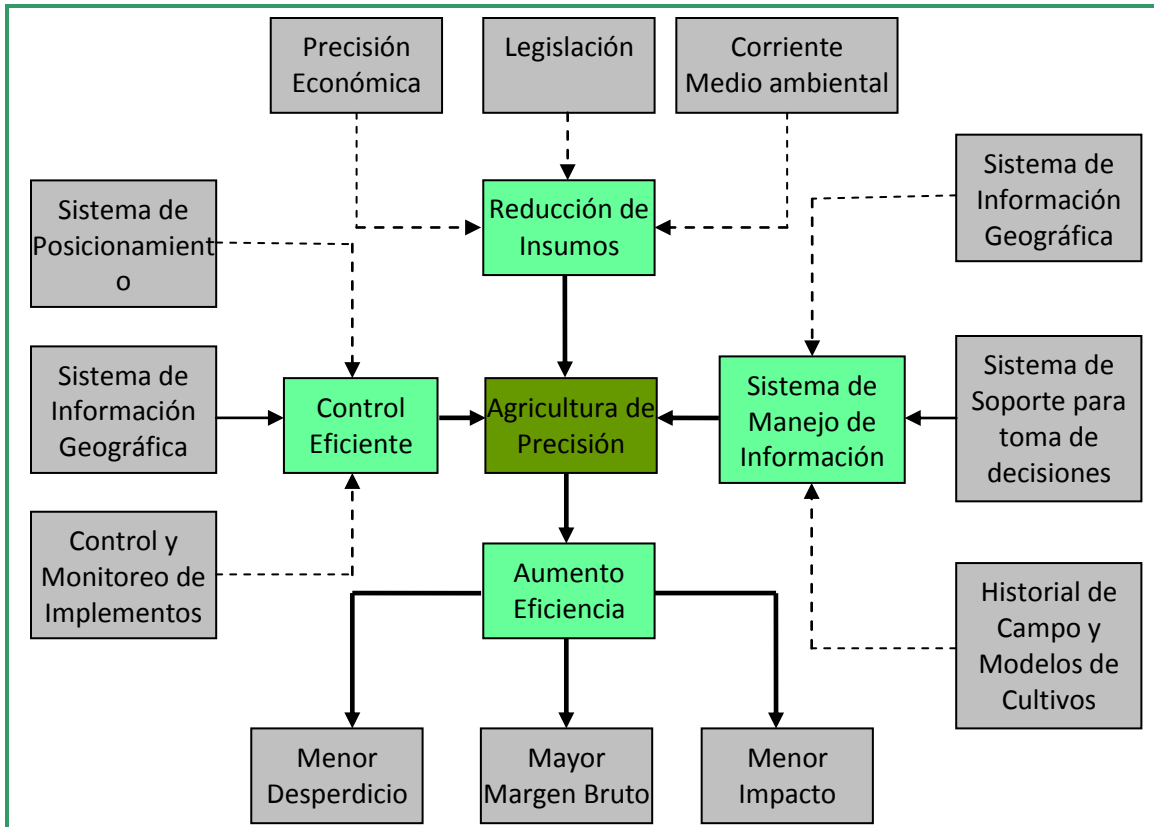 Precisión
Económica
Legislación
Corriente
Medio ambiental
Sistema de
Posicionamient
o
Reducción de
Insumos
Sistema de
Información
Geográfica
Sistema de
Información
Geográfica
Control
Eficiente
Agricultura de
Precisión
Sistema de
Manejo de
Información
Sistema de
Soporte para
toma de
decisiones
Control y
Monitoreo de
Implementos
Aumento
Eficiencia
Historial de
Campo y
Modelos de
Cultivos
Menor
Desperdicio
Mayor
Margen Bruto
Menor
Impacto